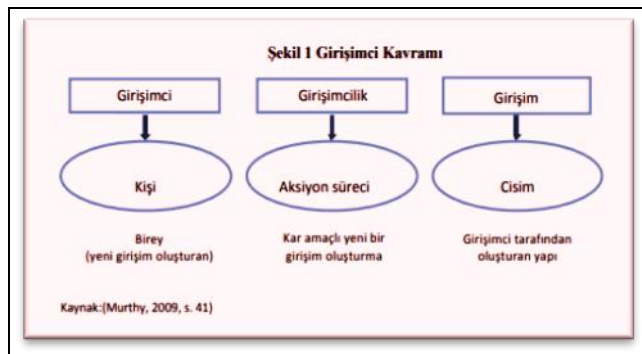 Şekil 1 Girişimci Kavramı
Girişimci
Girişimcilik
Girişim
Kişi
Aksiyon süreci
Cisim
Birey
(yeni girişim oluşturan)
Kar amaçlı yeni bir
girişim oluşturma
Girişimci tarafından
oluşturan yapı
Kaynak:(Murthy, 2009, s. 41)